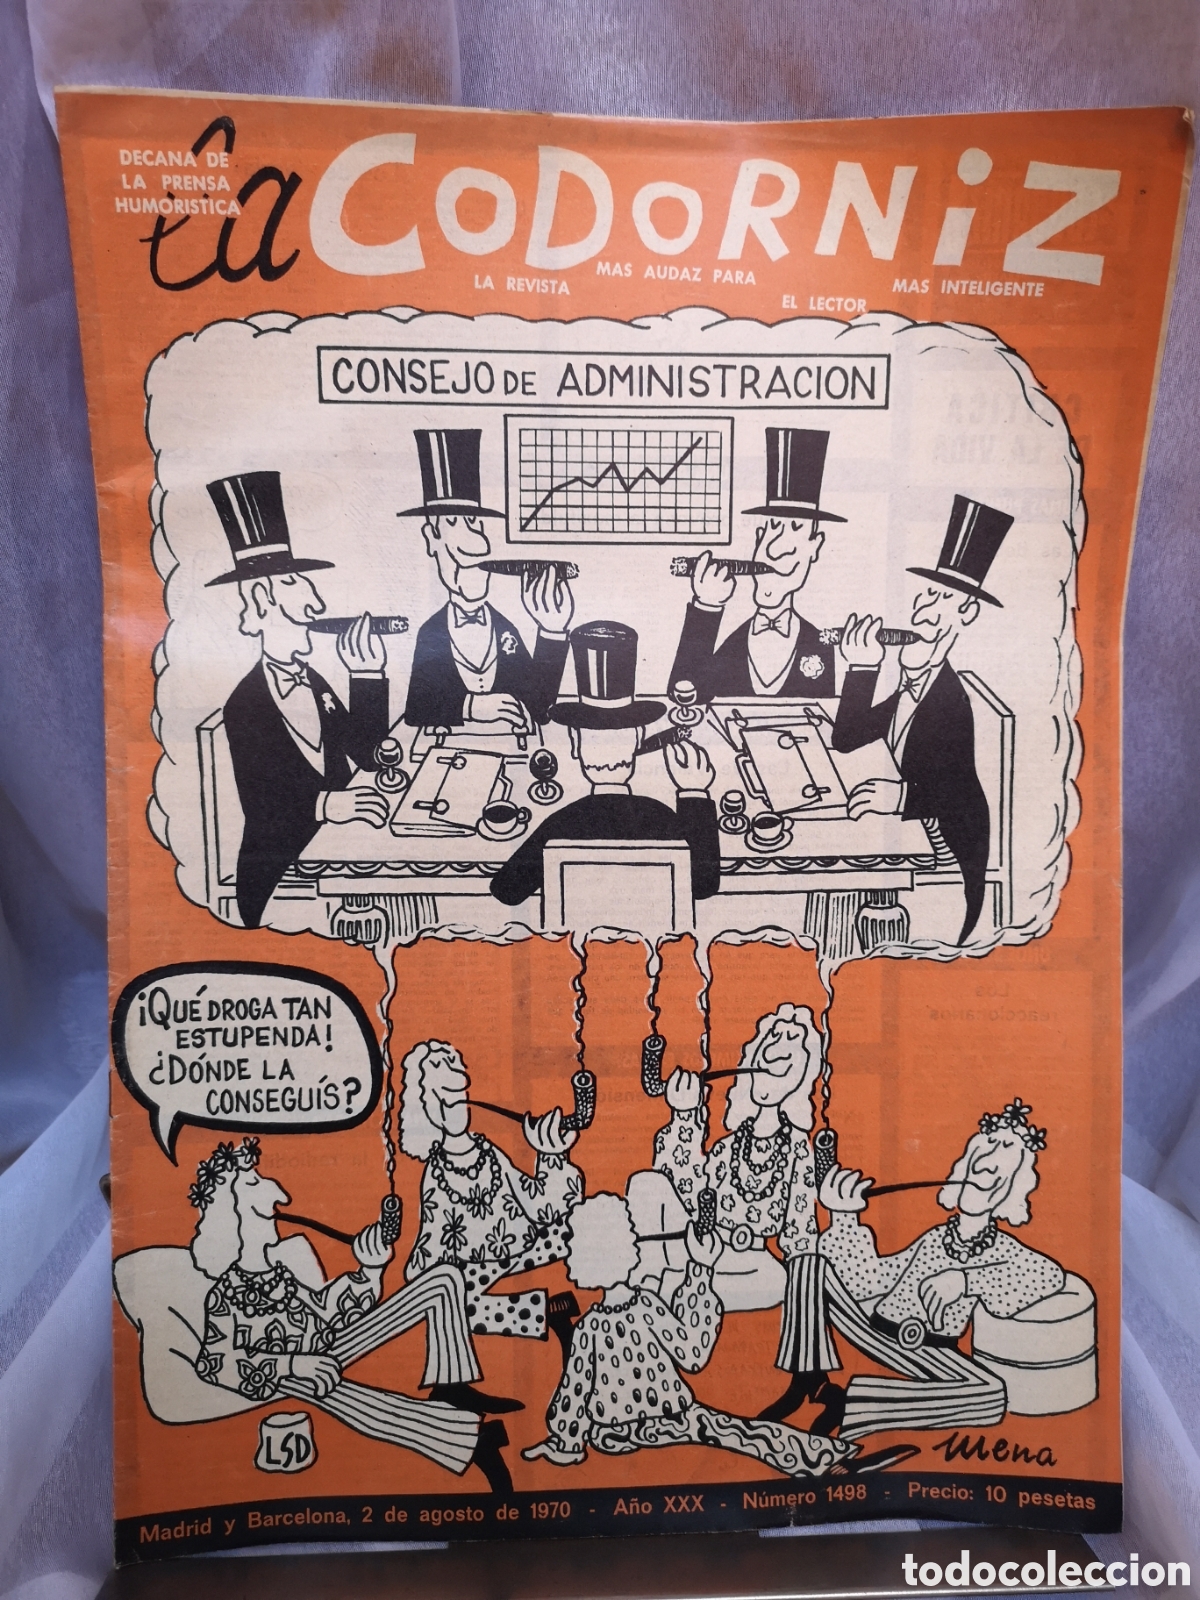 DECANA DE
LA PRENSA
HUMORISTICA
La CODORNIZ
LA REVISTA
MAS AUDAZ PARA
EL LECTOR
MAS INTELIGENTE
CONSEJO DE ADMINISTRACION
¡QUÉ DROGA TAN
ESTUPENDA!
¿DÓNDE LA
CONSEGUÍS?
LSD
Mena
Madrid y Barcelona, 2 de agosto de 1970 - Año XXX - Número 1498 - Precio: 10 pesetas
todocoleccion